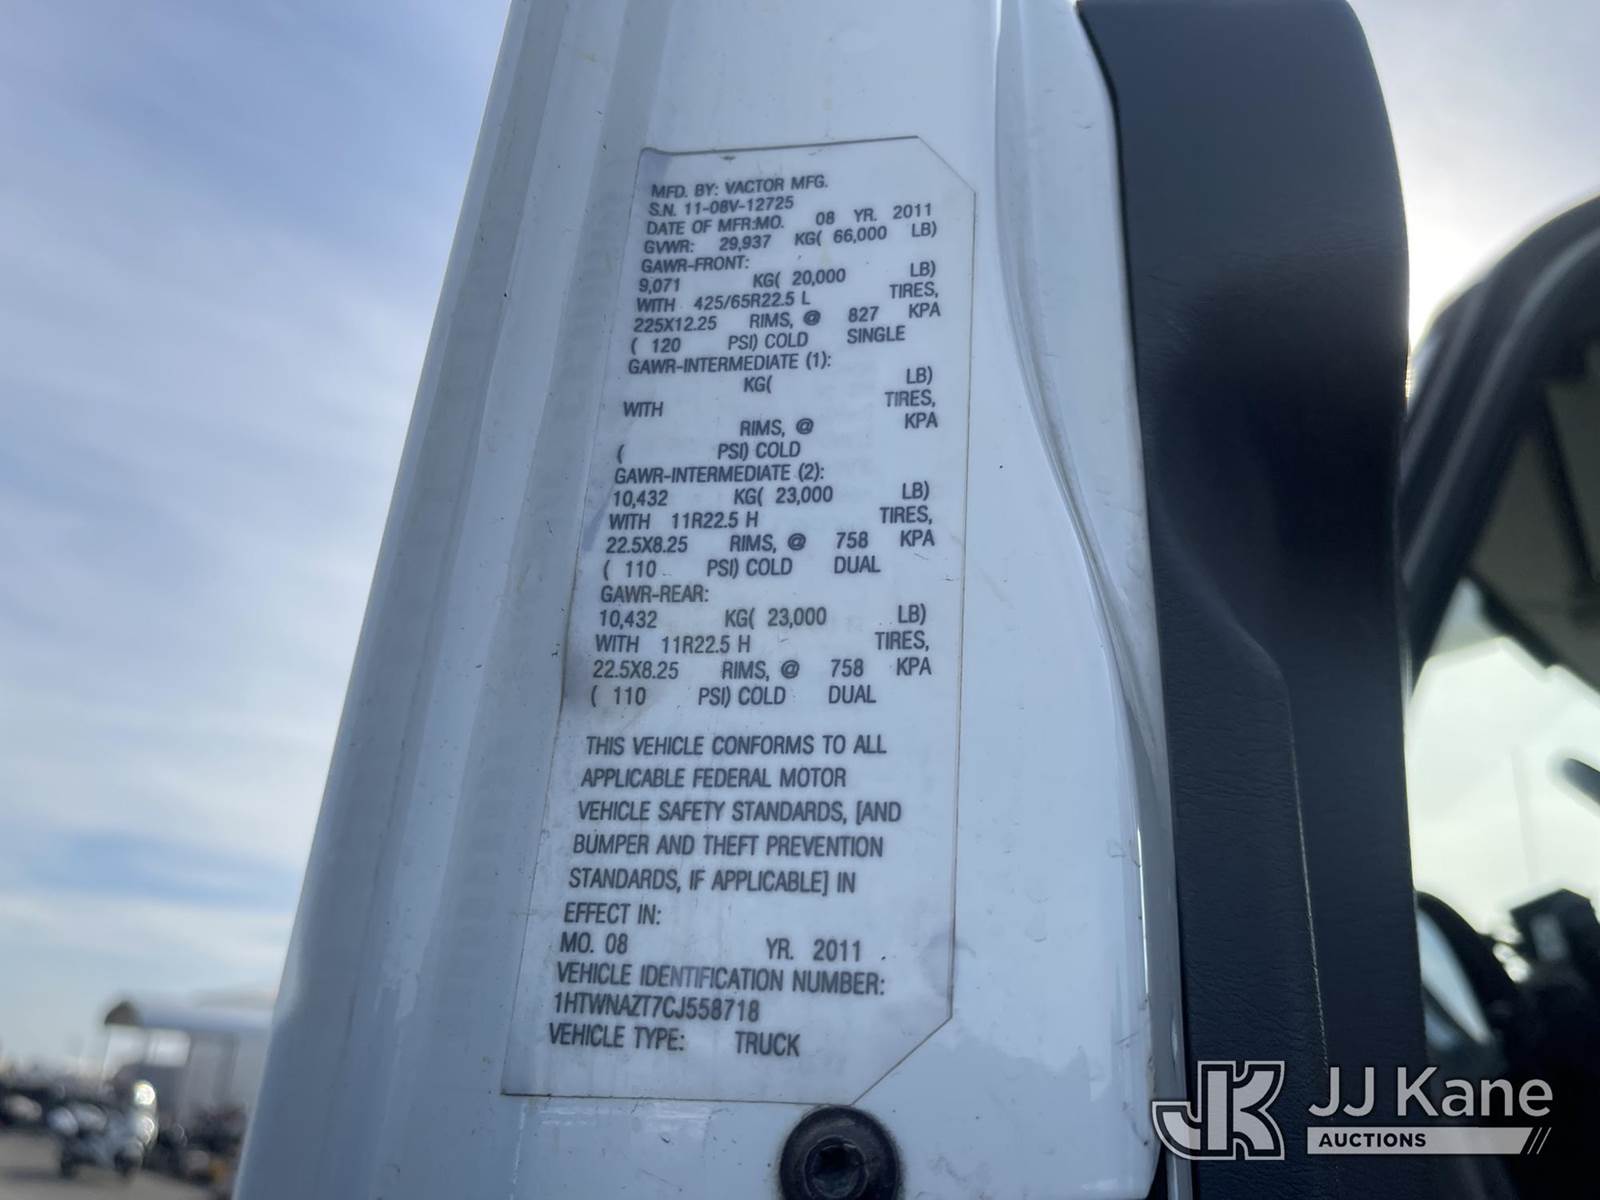 MFD. BY: VACTOR MFG.
S.N. 11-08V-12725
DATE OF MFR:MO. 08 YR. 2011
GVWR: 29,937 KG( 66,000 LB)
GAWR-FRONT:
9,071 KG( 20,000 LB)
WITH 425/65R22.5 L TIRES,
225X12.25 RIMS, @ 827 KPA
( 120 PSI) COLD SINGLE
GAWR-INTERMEDIATE (1):
KG( LB)
WITH TIRES,
RIMS, @ KPA
( PSI) COLD
GAWR-INTERMEDIATE (2):
10,432 KG( 23,000 LB)
WITH 11R22.5 H TIRES,
22.5X8.25 RIMS, @ 758 KPA
( 110 PSI) COLD DUAL
GAWR-REAR:
10,432 KG( 23,000 LB)
WITH 11R22.5 H TIRES,
22.5X8.25 RIMS, @ 758 KPA
( 110 PSI) COLD DUAL
THIS VEHICLE CONFORMS TO ALL
APPLICABLE FEDERAL MOTOR
VEHICLE SAFETY STANDARDS, [AND
BUMPER AND THEFT PREVENTION
STANDARDS, IF APPLICABLE] IN
EFFECT IN:
MO. 08 YR. 2011
VEHICLE IDENTIFICATION NUMBER:
1HTWNAZT7CJ558718
VEHICLE TYPE: TRUCK
JK JJ Kane
AUCTIONS